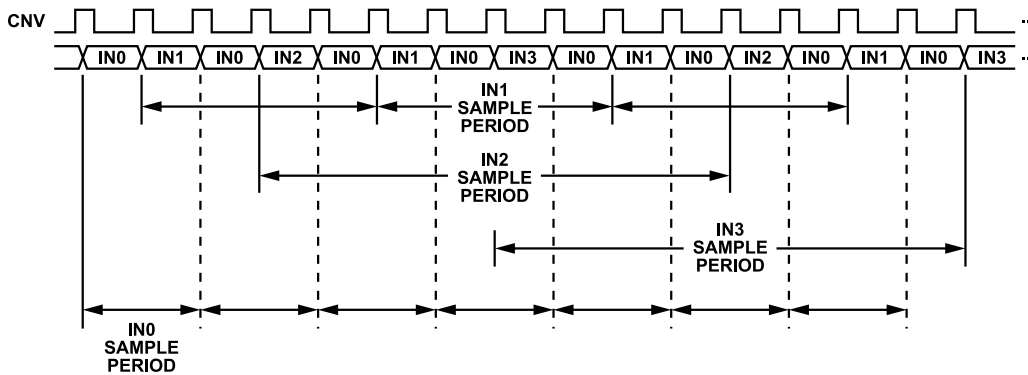 CNV
IN0 IN1 IN0 IN2 IN0 IN1 IN0 IN3 IN0 IN1 IN0 IN2 IN0 IN1 IN0 IN3
IN1
SAMPLE
PERIOD
IN2
SAMPLE
PERIOD
IN3
SAMPLE
PERIOD
IN0
SAMPLE
PERIOD